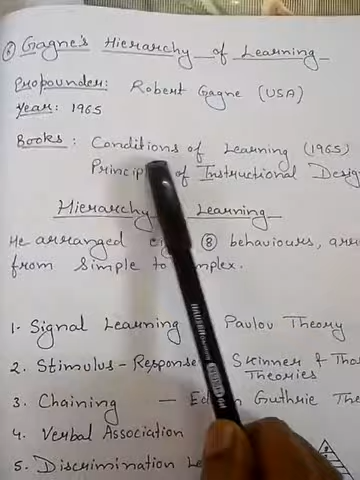 ⑥ Gagne's Hierarchy of Learning
Propounder: Robert Gagne (USA)
Year: 1965
Books: Conditions of Learning (1965)
of Instructional
Hierarchy Learning
He arranged ⑧ behaviours,
from Simple to
1. Signal Learning Pavlov Theory
2. Stimulus - Response Skinner &
Theories
3. Chaining — Guthrie
4. Verbal Association
5. Discrimination